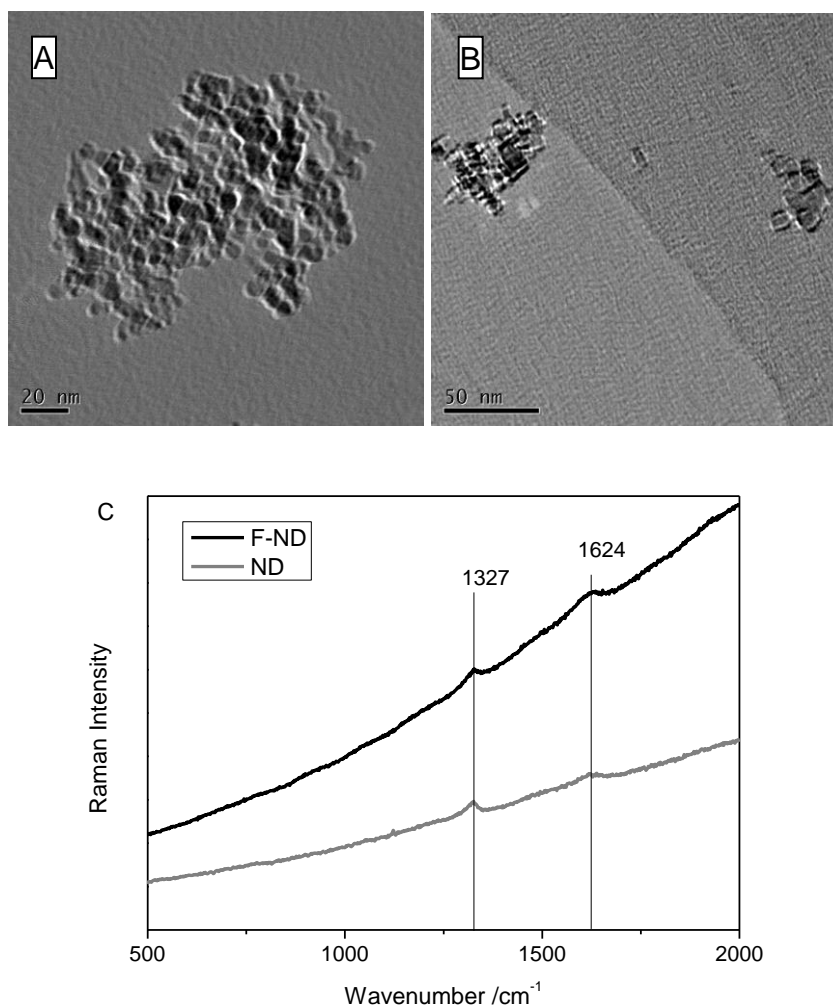 A
20 nm
B
50 nm
C
F-ND
ND
1327
1624
Raman Intensity
500
1000
1500
2000
Wavenumber /cm⁻¹